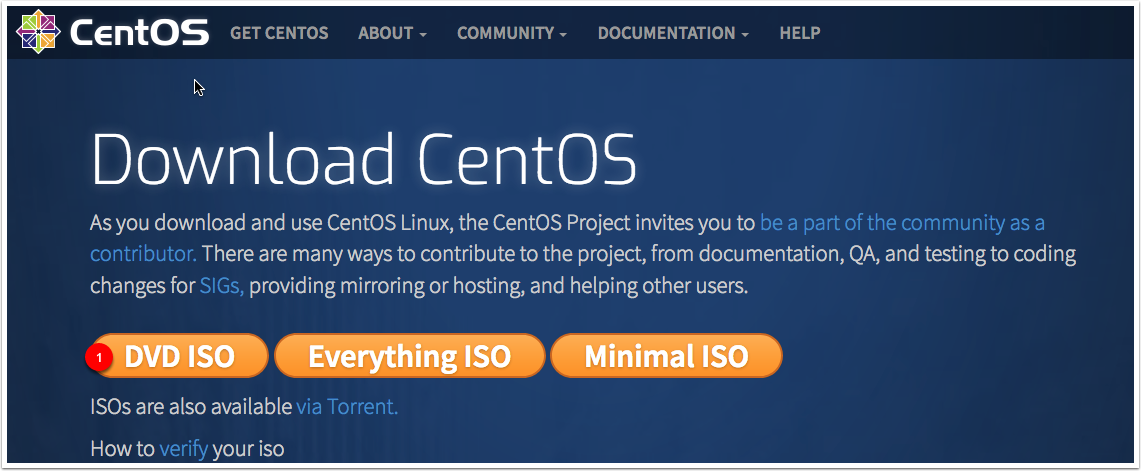 CentOS GET CENTOS ABOUT COMMUNITY DOCUMENTATION HELP
Download CentOS
As you download and use CentOS Linux, the CentOS Project invites you to be a part of the community as a
contributor. There are many ways to contribute to the project, from documentation, QA, and testing to coding
changes for SIGs, providing mirroring or hosting, and helping other users.
1 DVD ISO Everything ISO Minimal ISO
ISOs are also available via Torrent.
How to verify your iso